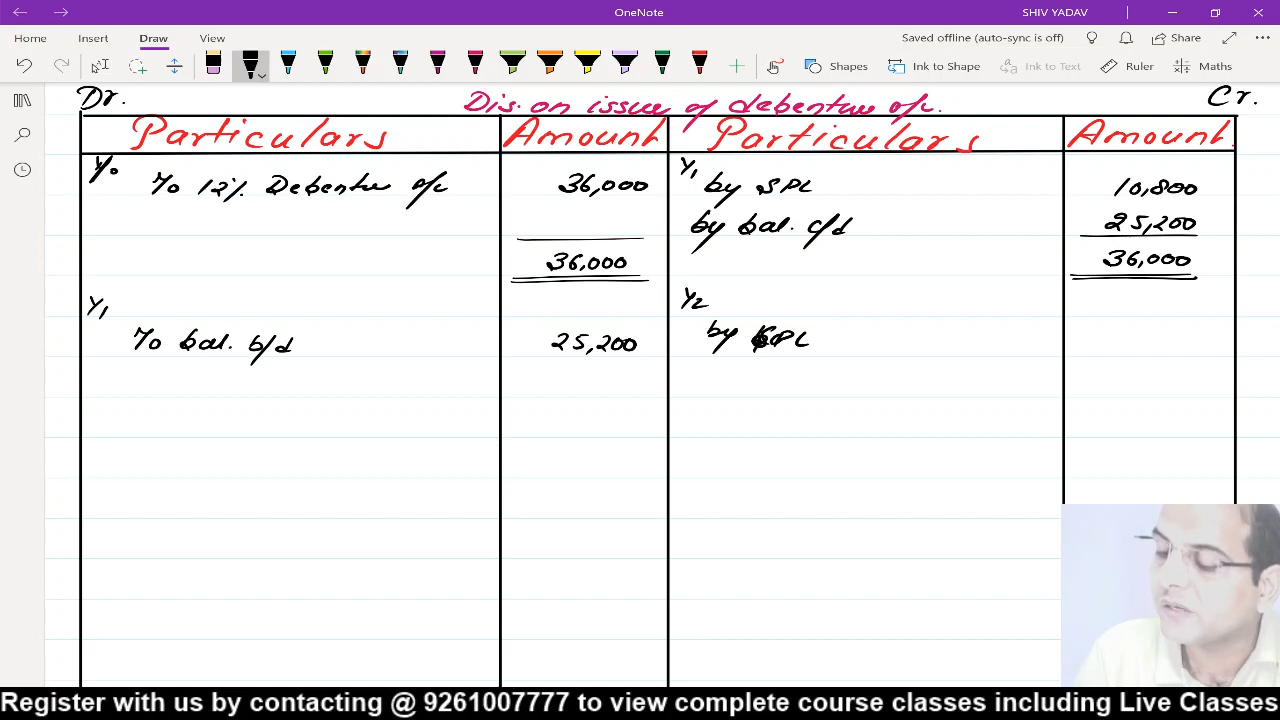 OneNote
SHIV YADAV
Home Insert Draw View
Saved offline (auto-sync is off)
Share
Shapes
Ink to Shape
Ink to Text
Ruler
Maths
Dr.
Dis. on issue of debenture a/c.
Cr.
Particulars Amount Particulars Amount
Y0
To 12% Debentur a/c 36,000
36,000
Y1
To bal. b/d 25,200
Y1
by SPL 10,800
by bal. c/d 25,200
36,000
Y2
by SPL
Register with us by contacting @ 9261007777 to view complete course classes including Live Classes